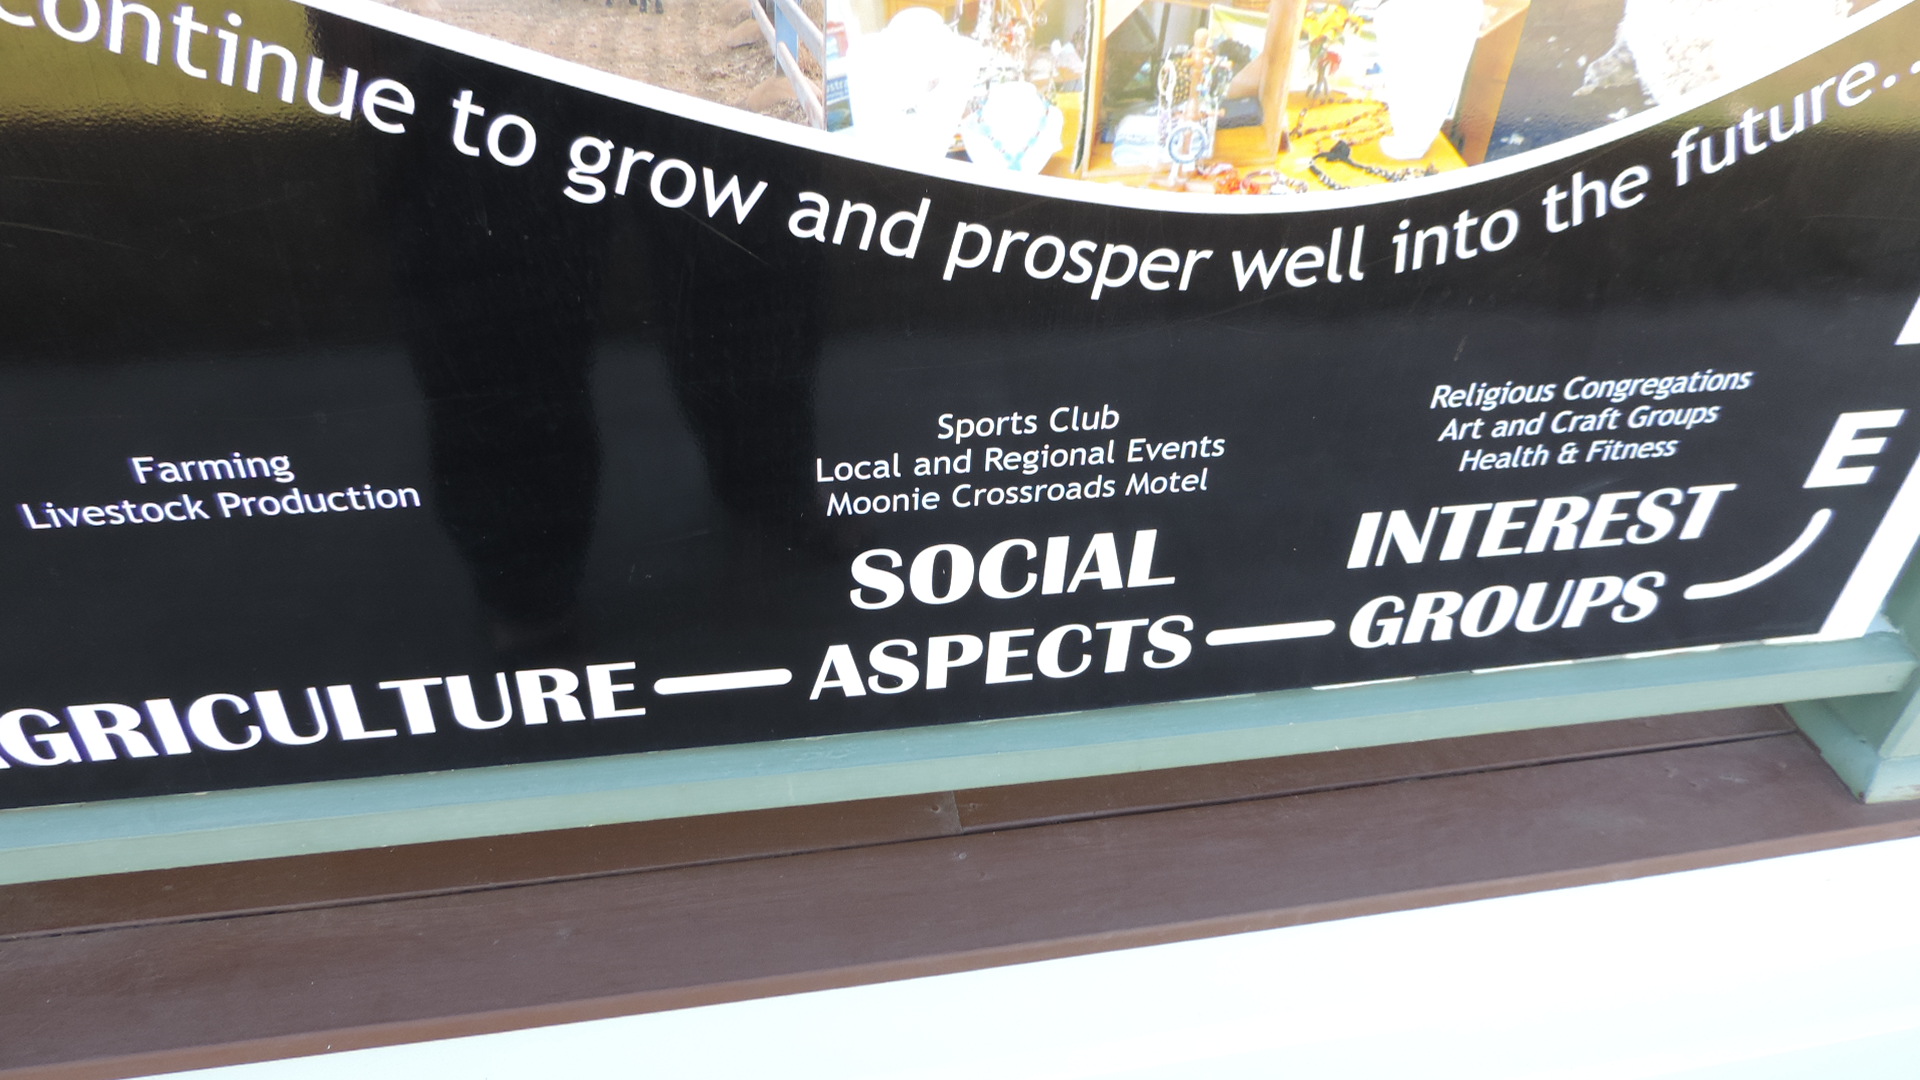 continue to grow and prosper well into the future..
Farming
Livestock Production
GRICULTURE
Sports Club
Local and Regional Events
Moonie Crossroads Motel
SOCIAL
ASPECTS
Religious Congregations
Art and Craft Groups
Health & Fitness
INTEREST
GROUPS
E